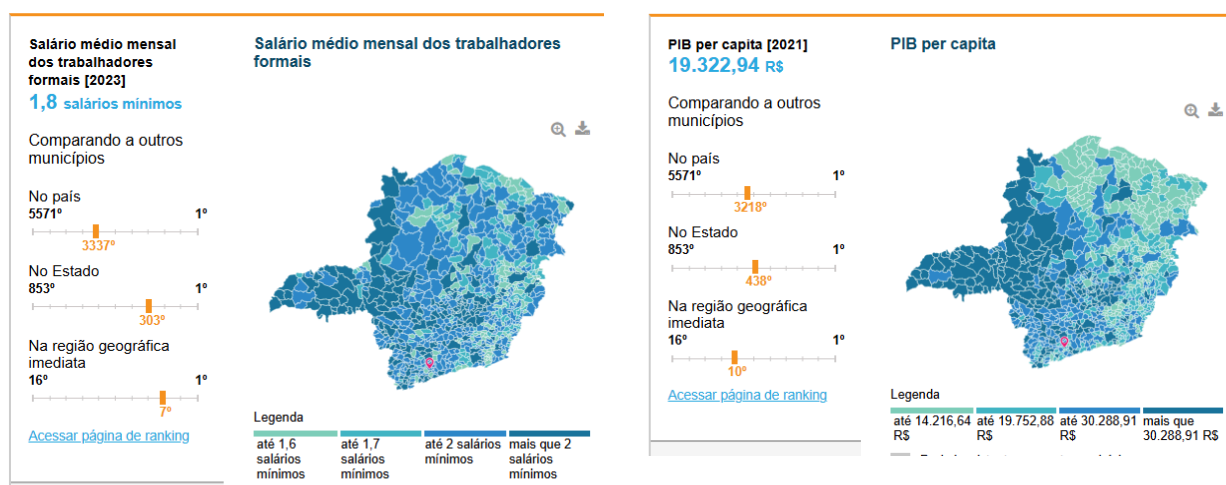 Salário médio mensal
dos trabalhadores
formais [2023]
1,8 salários mínimos
Comparando a outros
municípios
No país
5571º 1º
3337º
No Estado
853º 1º
303º
Na região geográfica
imediata
16º 1º
7º
Acessar página de ranking
Salário médio mensal dos trabalhadores
formais
Legenda
até 1,6
salários
mínimos
até 1,7
salários
mínimos
até 2 salários
mínimos
mais que 2
salários
mínimos
PIB per capita [2021]
19.322,94 R$
Comparando a outros
municípios
No país
5571º 1º
3218º
No Estado
853º 1º
438º
Na região geográfica
imediata
16º 1º
10º
Acessar página de ranking
PIB per capita
Legenda
até 14.216,64
R$
até 19.752,88
R$
até 30.288,91
R$
mais que
30.288,91 R$